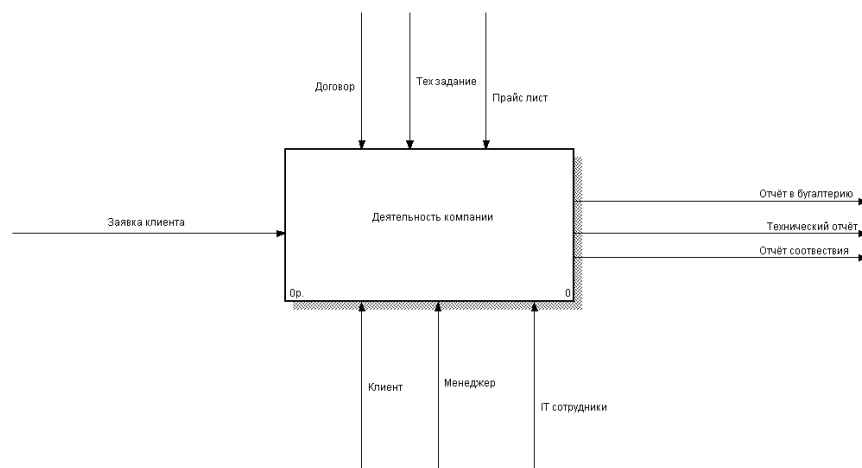 Договор
Тех задание
Прайс лист
Заявка клиента
Деятельность компании
Отчёт в бугалтерию
Технический отчёт
Отчёт соотвествия
0р.
0
Клиент
Менеджер
IT сотрудники